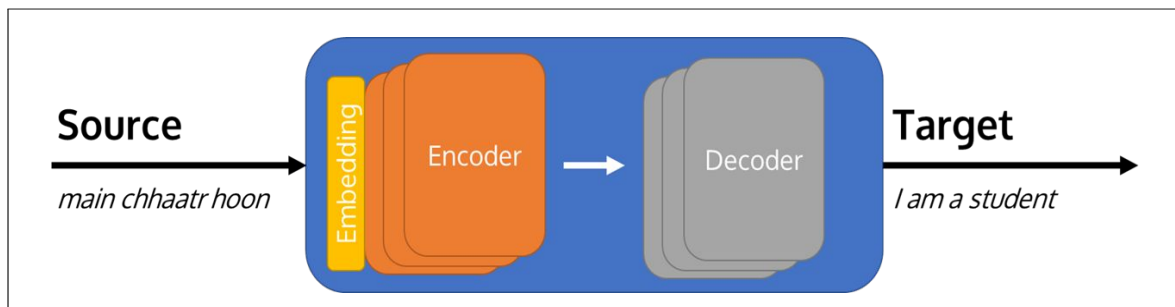 Source
main chhaatr hoon
Embedding
Encoder
Decoder
Target
I am a student